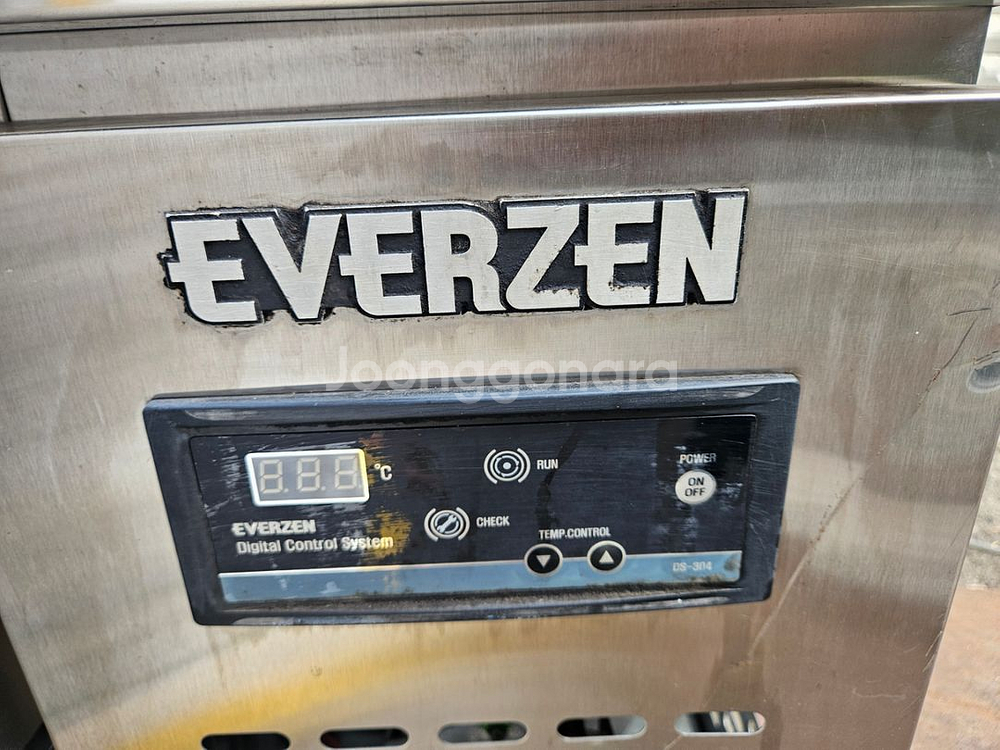 EVERZEN
Joonggonara
8.8.8. °C
RUN
POWER
ON
OFF
EVERZEN
Digital Control System
CHECK
TEMP.CONTROL
DS-304